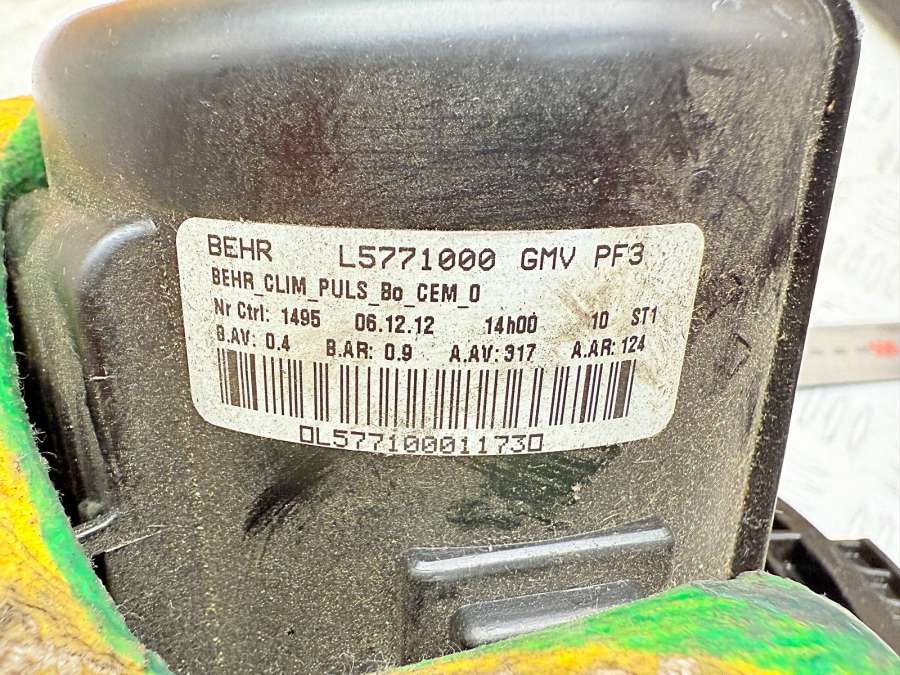 BEHR L5771000 GMV PF3
BEHR_CLIM_PULS_Bo_CEM_0
Nr Ctrl: 1495 06.12.12 14h00 10 ST1
B.AV: 0.4 B.AR: 0.9 A.AV: 317 A.AR: 124
0L577100011730